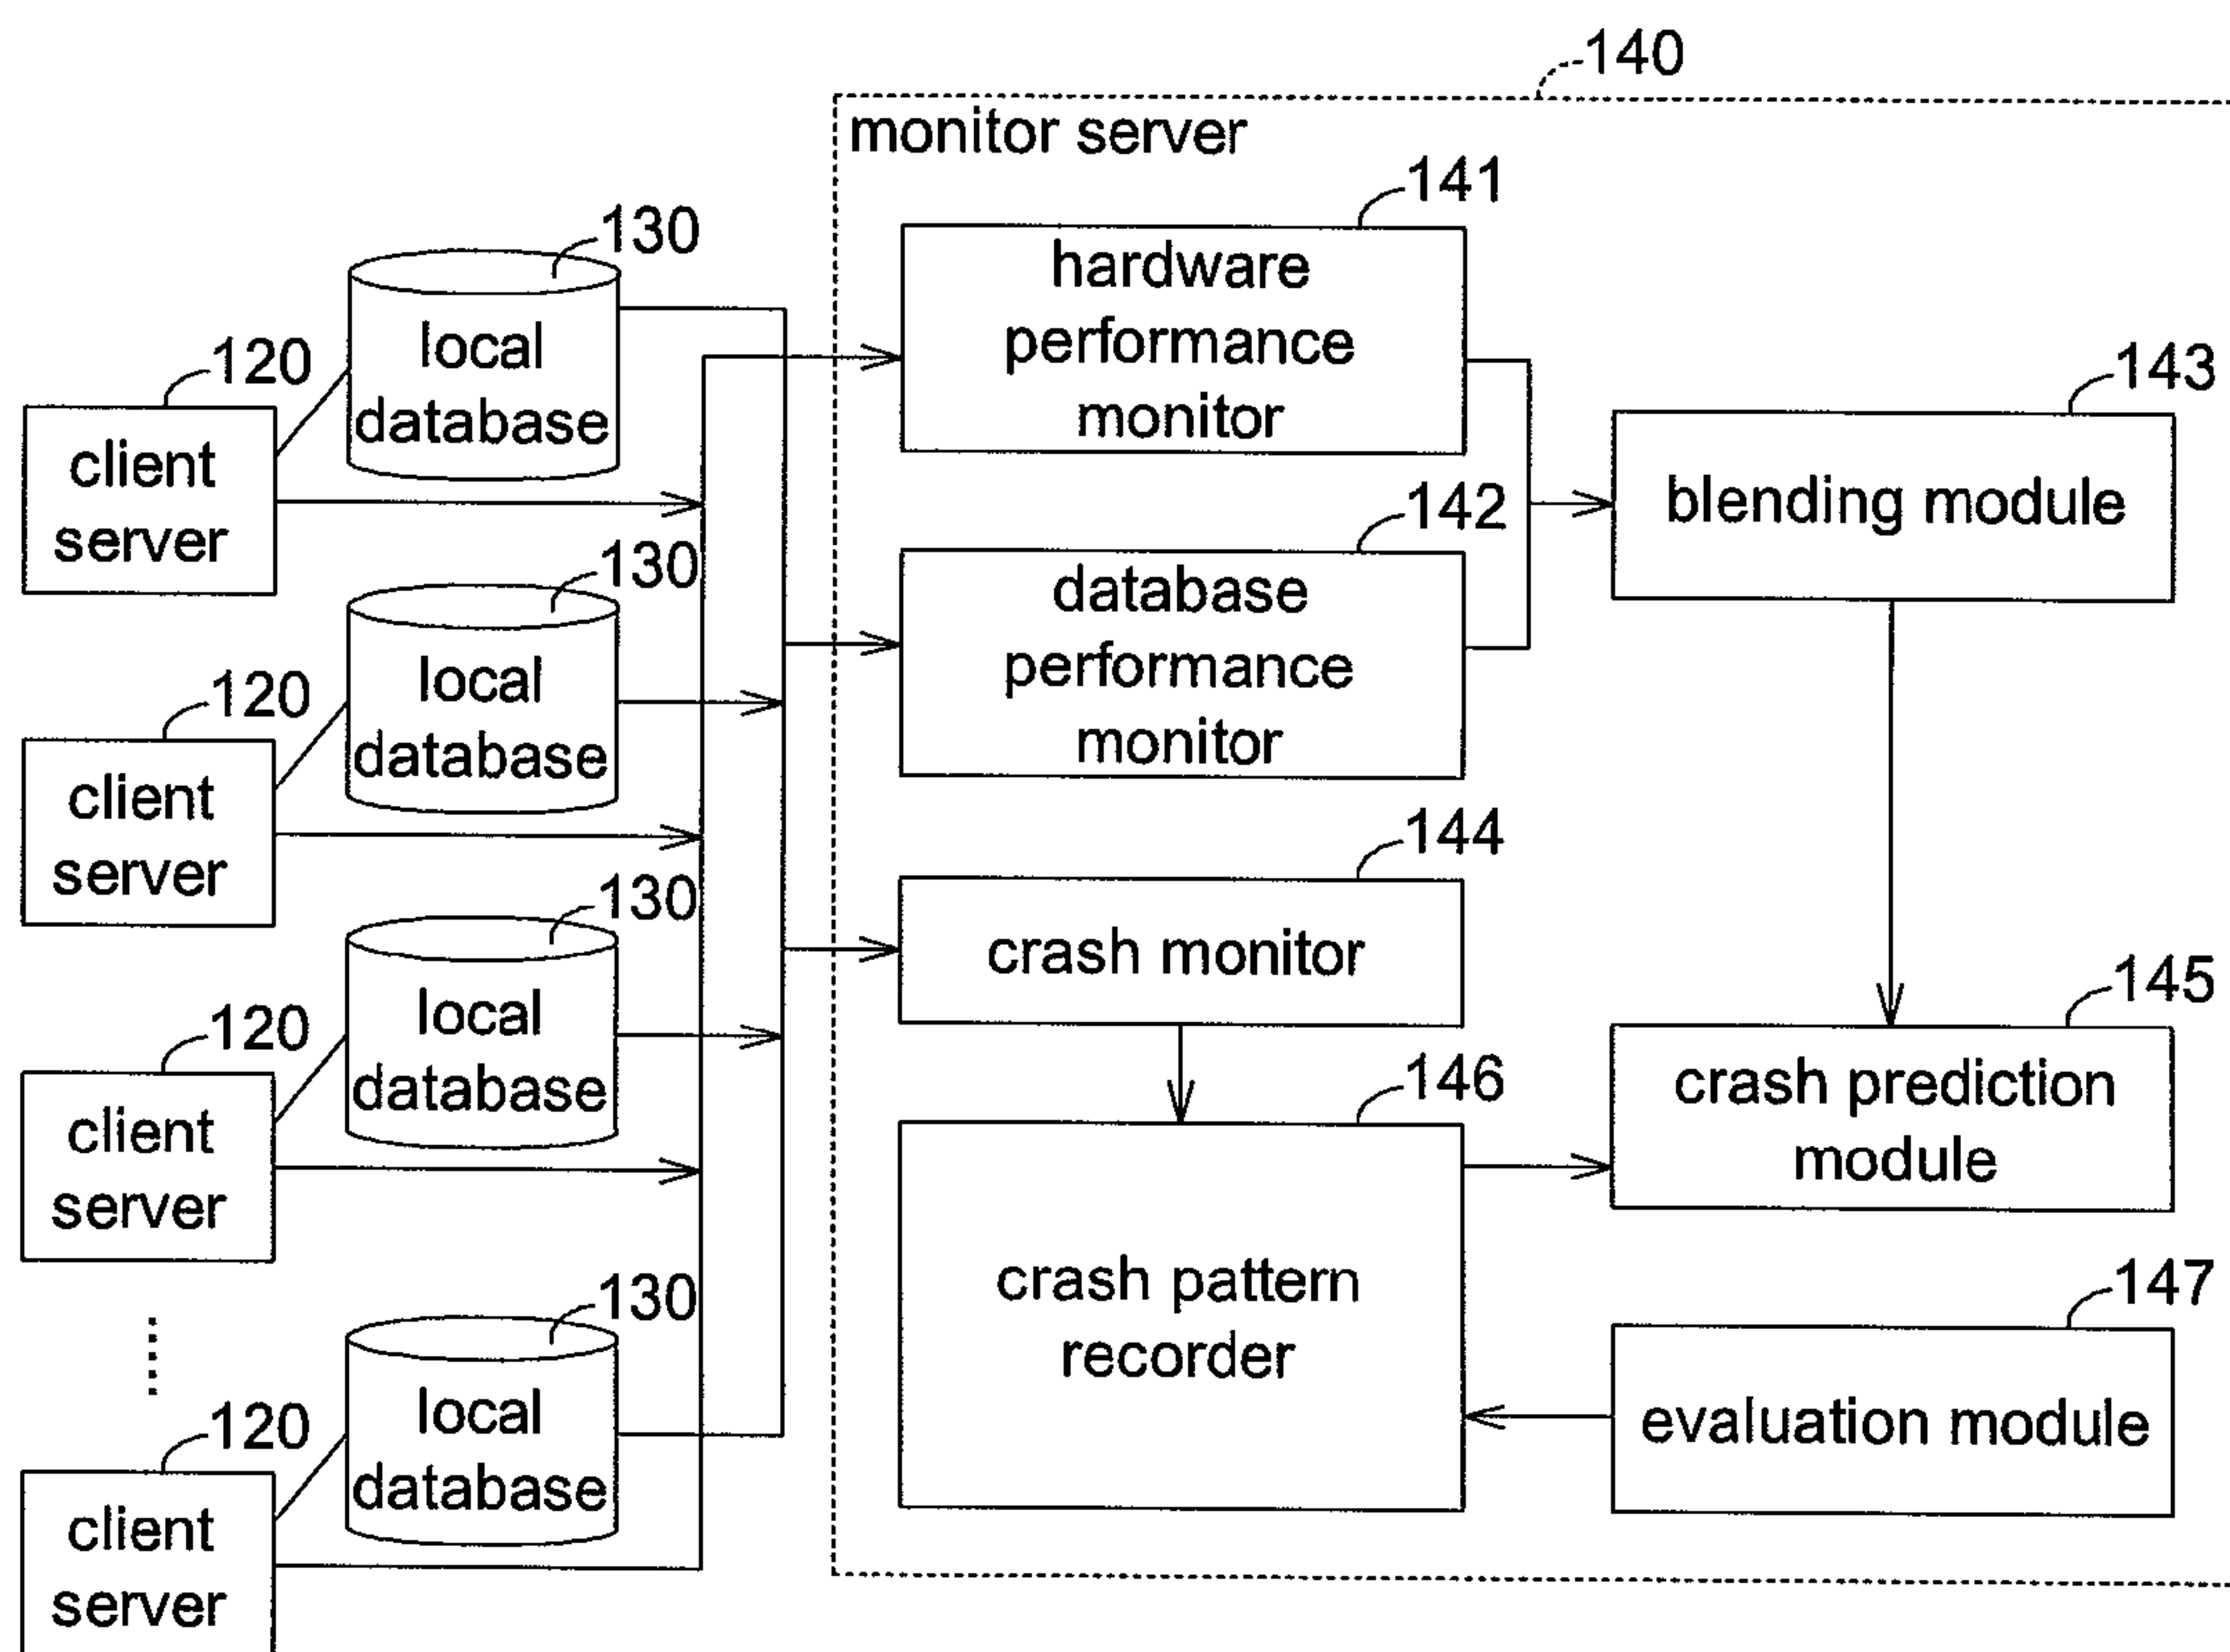 140
monitor server
141
hardware
performance
monitor
130
local
database
120
client
server
143
blending module
142
database
performance
monitor
130
local
database
120
client
server
144
crash monitor
130
local
database
120
client
server
145
crash prediction
module
146
crash pattern
recorder
147
evaluation module
130
local
database
120
client
server